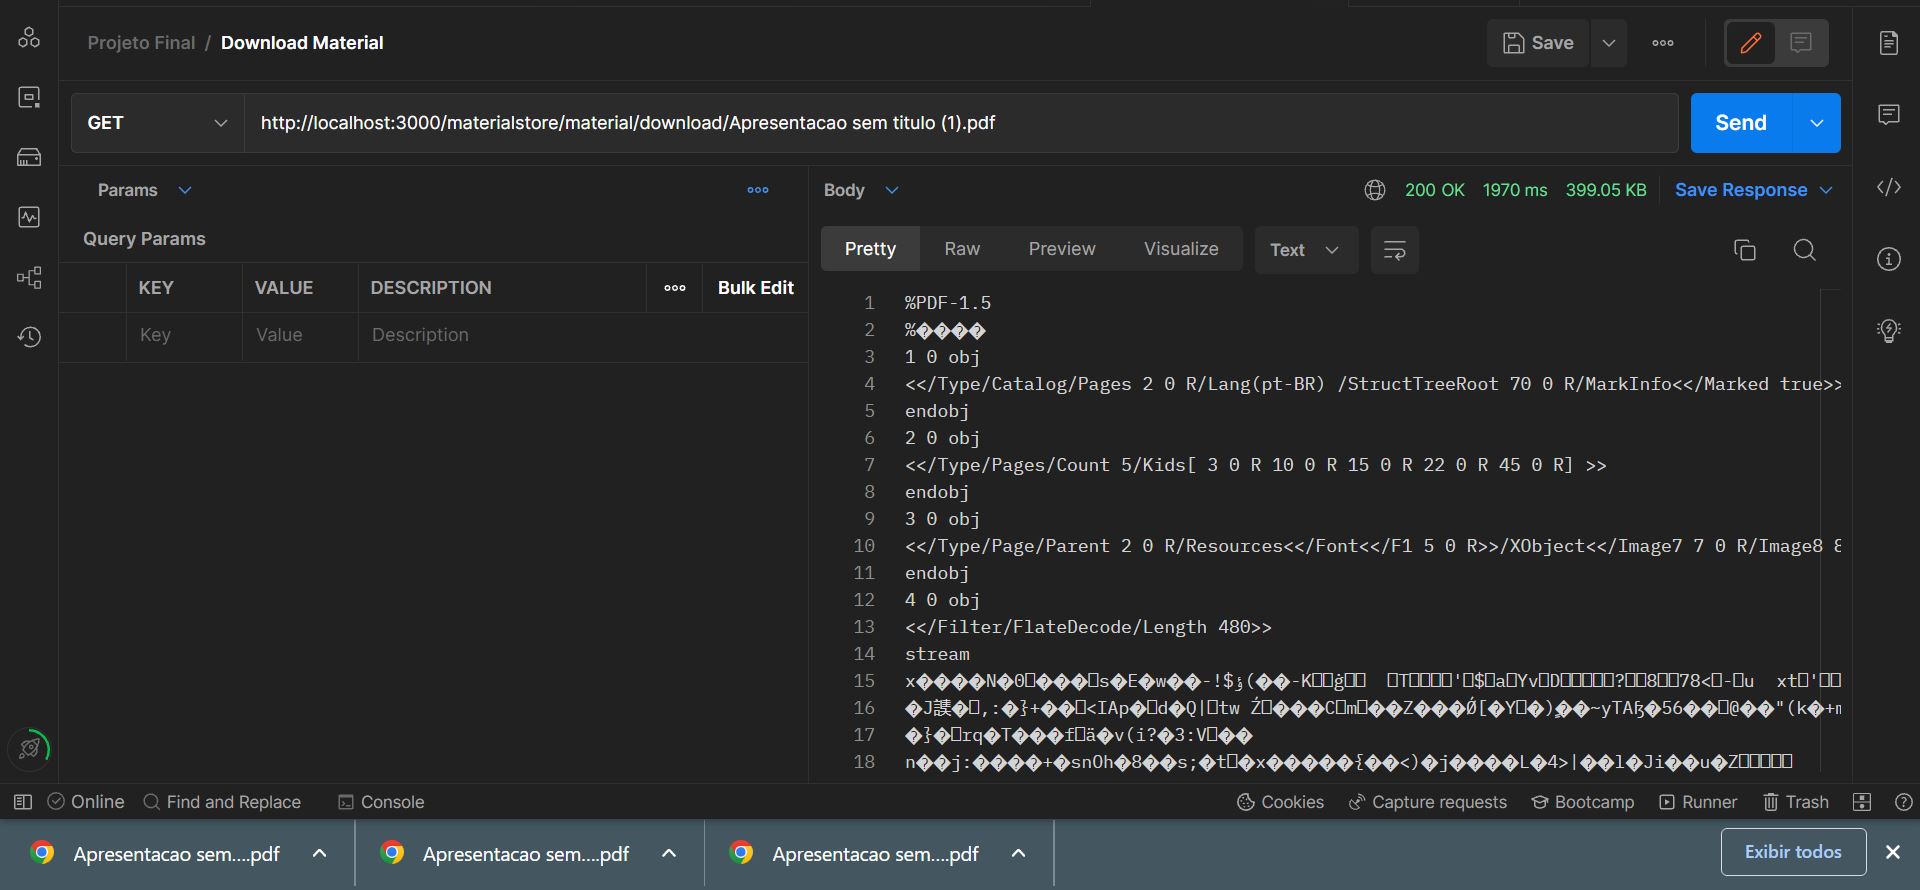 Projeto Final / Download Material
Save
GET
http://localhost:3000/materialstore/material/download/Apresentacao sem titulo (1).pdf
Send
Params
Query Params
KEY VALUE DESCRIPTION Bulk Edit
Key Value Description
Body
200 OK 1970 ms 399.05 KB Save Response
Pretty Raw Preview Visualize Text
1 %PDF-1.5
2 %����
3 1 0 obj
4 <</Type/Catalog/Pages 2 0 R/Lang(pt-BR) /StructTreeRoot 70 0 R/MarkInfo<</Marked true>>
5 endobj
6 2 0 obj
7 <</Type/Pages/Count 5/Kids[ 3 0 R 10 0 R 15 0 R 22 0 R 45 0 R] >>
8 endobj
9 3 0 obj
10 <</Type/Page/Parent 2 0 R/Resources<</Font<</F1 5 0 R>>/XObject<</Image7 7 0 R/Image8
11 endobj
12 4 0 obj
13 <</Filter/FlateDecode/Length 480>>
14 stream
15
16
17
18
Online Find and Replace Console
Cookies Capture requests Bootcamp Runner Trash
Apresentacao sem....pdf Apresentacao sem....pdf Apresentacao sem....pdf
Exibir todos